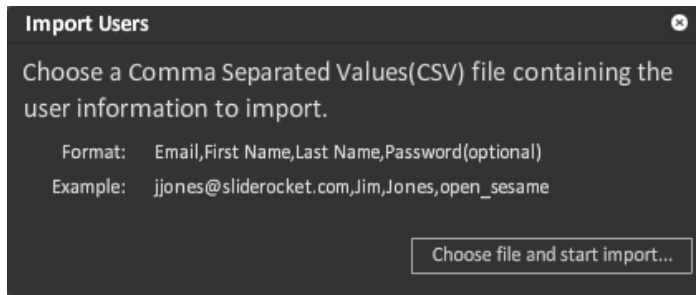 Import Users
Choose a Comma Separated Values(CSV) file containing the
user information to import.
Format: Email,First Name,Last Name,Password(optional)
Example: jjones@sliderocket.com,Jim,Jones,open_sesame
Choose file and start import...